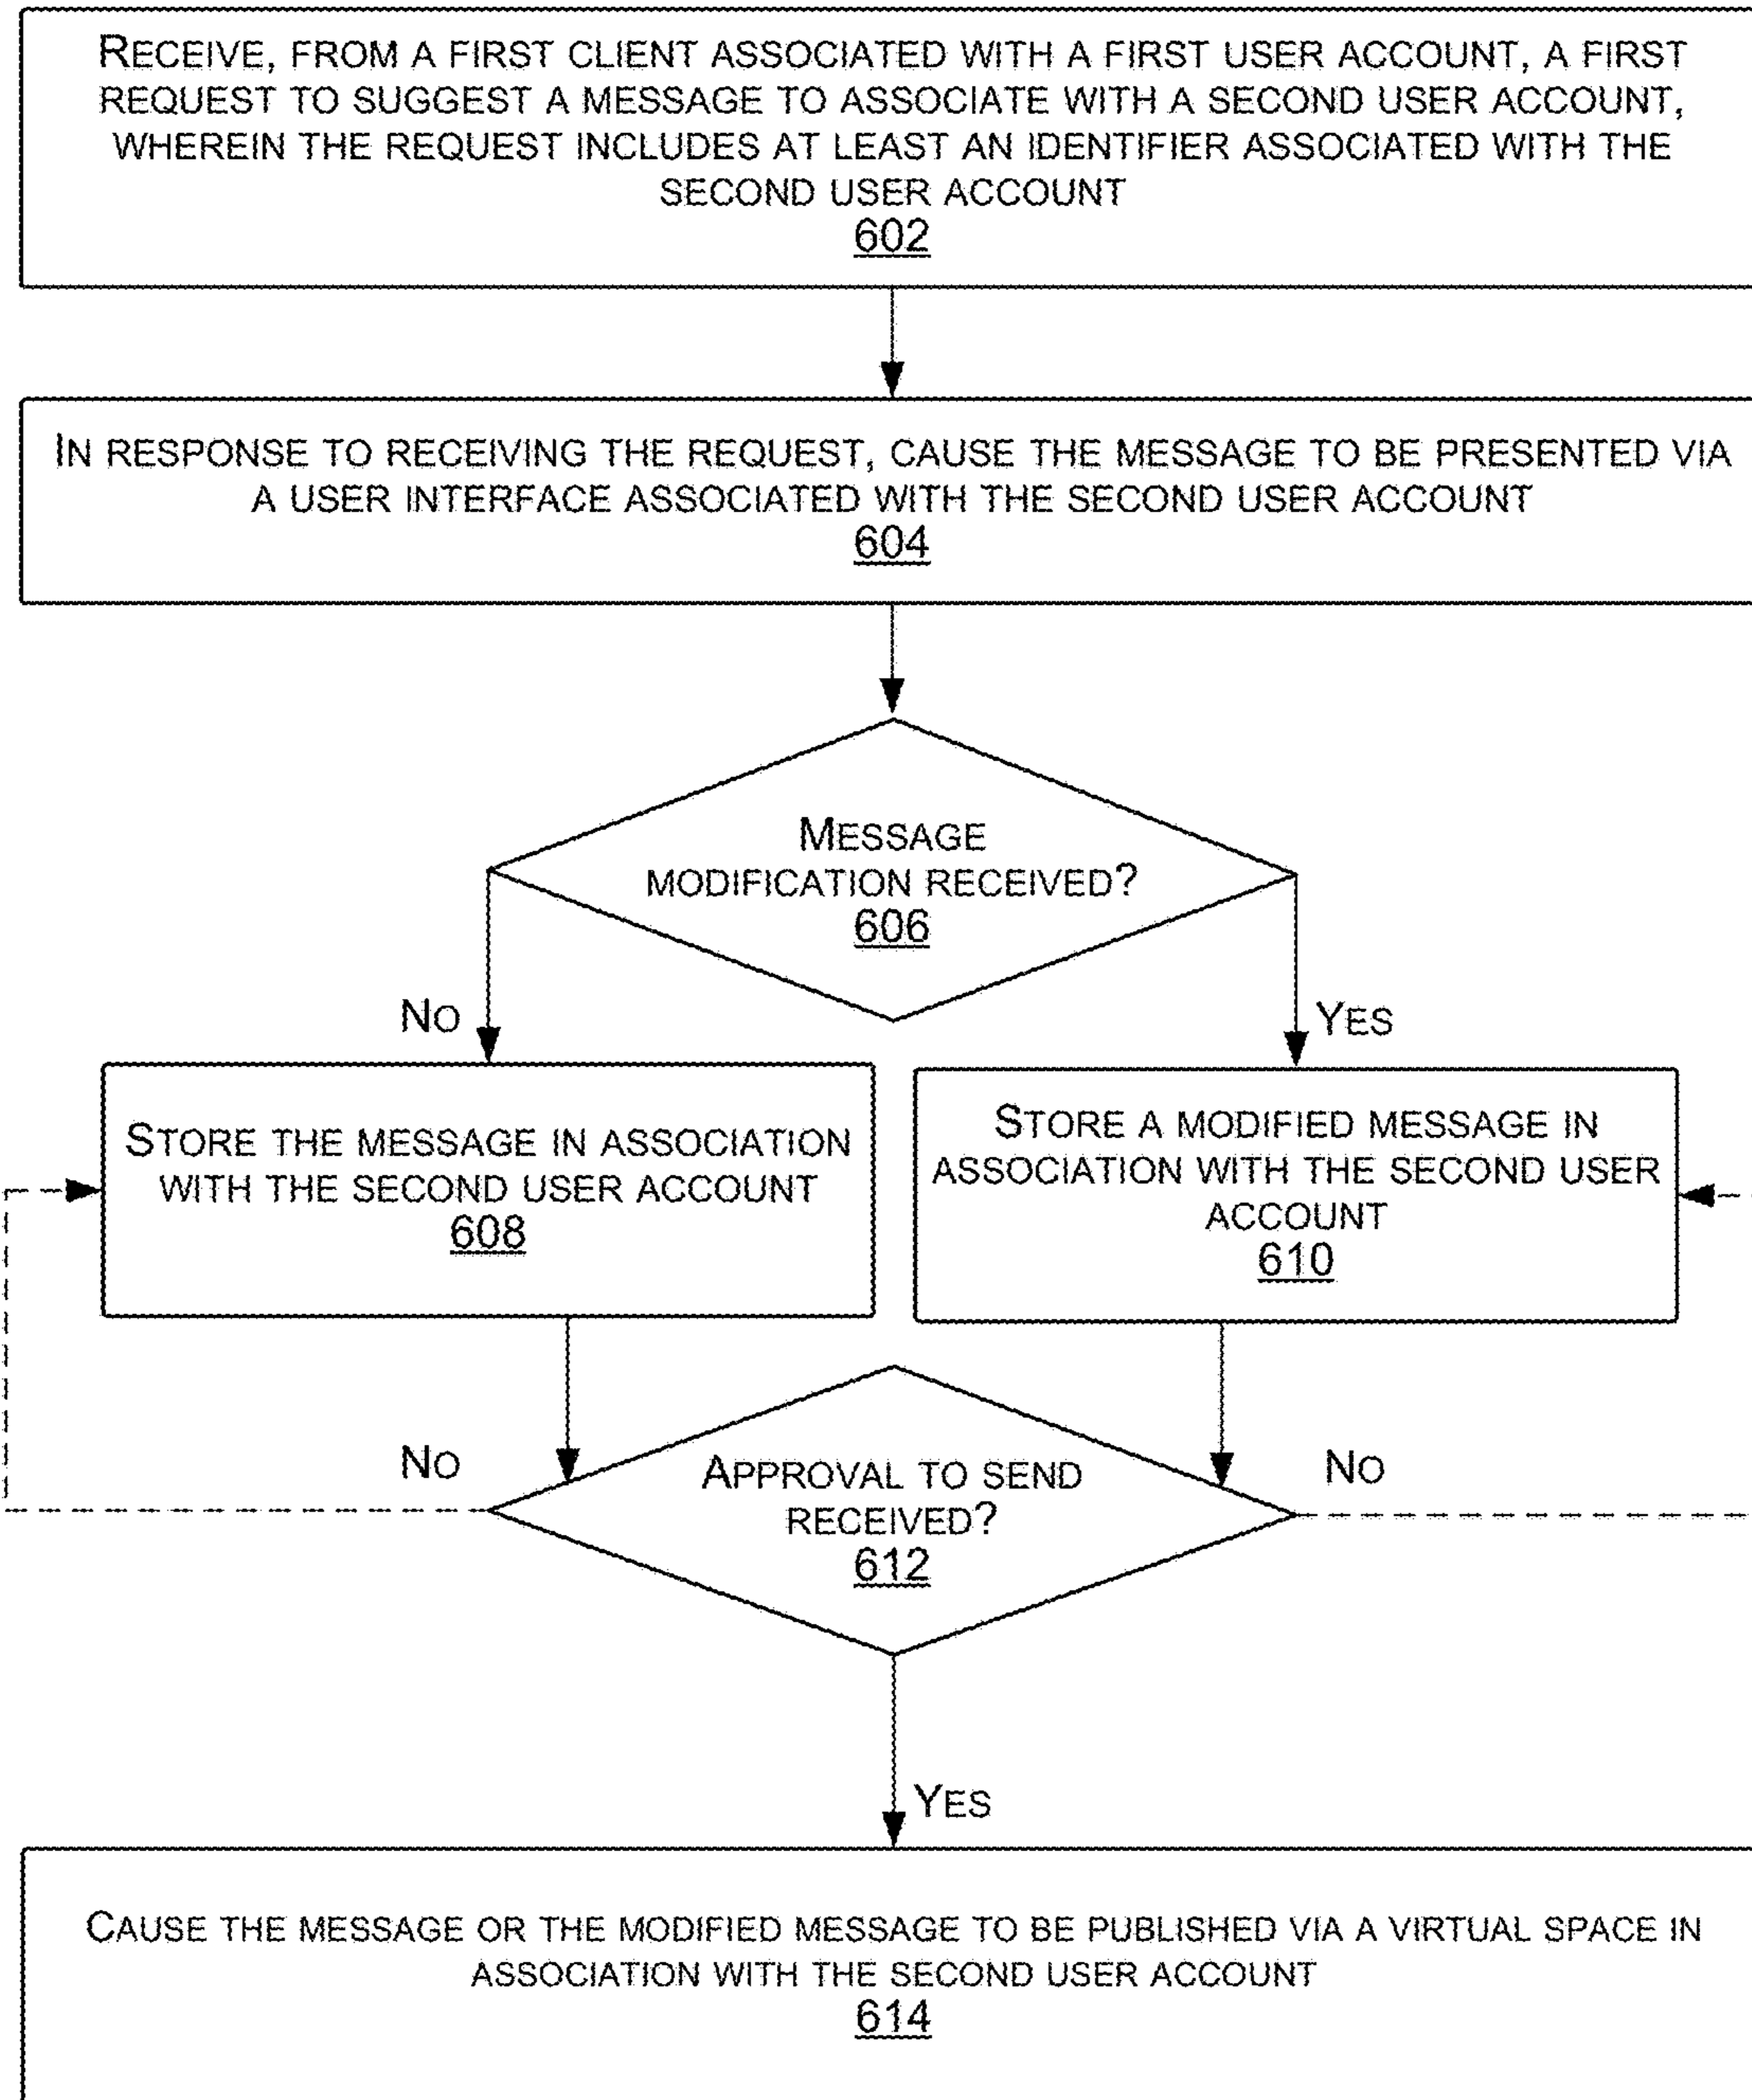 RECEIVE, FROM A FIRST CLIENT ASSOCIATED WITH A FIRST USER ACCOUNT, A FIRST
REQUEST TO SUGGEST A MESSAGE TO ASSOCIATE WITH A SECOND USER ACCOUNT,
WHEREIN THE REQUEST INCLUDES AT LEAST AN IDENTIFIER ASSOCIATED WITH THE
SECOND USER ACCOUNT
602
IN RESPONSE TO RECEIVING THE REQUEST, CAUSE THE MESSAGE TO BE PRESENTED VIA
A USER INTERFACE ASSOCIATED WITH THE SECOND USER ACCOUNT
604
MESSAGE
MODIFICATION RECEIVED?
606
NO
YES
STORE THE MESSAGE IN ASSOCIATION
WITH THE SECOND USER ACCOUNT
608
STORE A MODIFIED MESSAGE IN
ASSOCIATION WITH THE SECOND USER
ACCOUNT
610
NO
APPROVAL TO SEND
RECEIVED?
612
NO
YES
CAUSE THE MESSAGE OR THE MODIFIED MESSAGE TO BE PUBLISHED VIA A VIRTUAL SPACE IN
ASSOCIATION WITH THE SECOND USER ACCOUNT
614